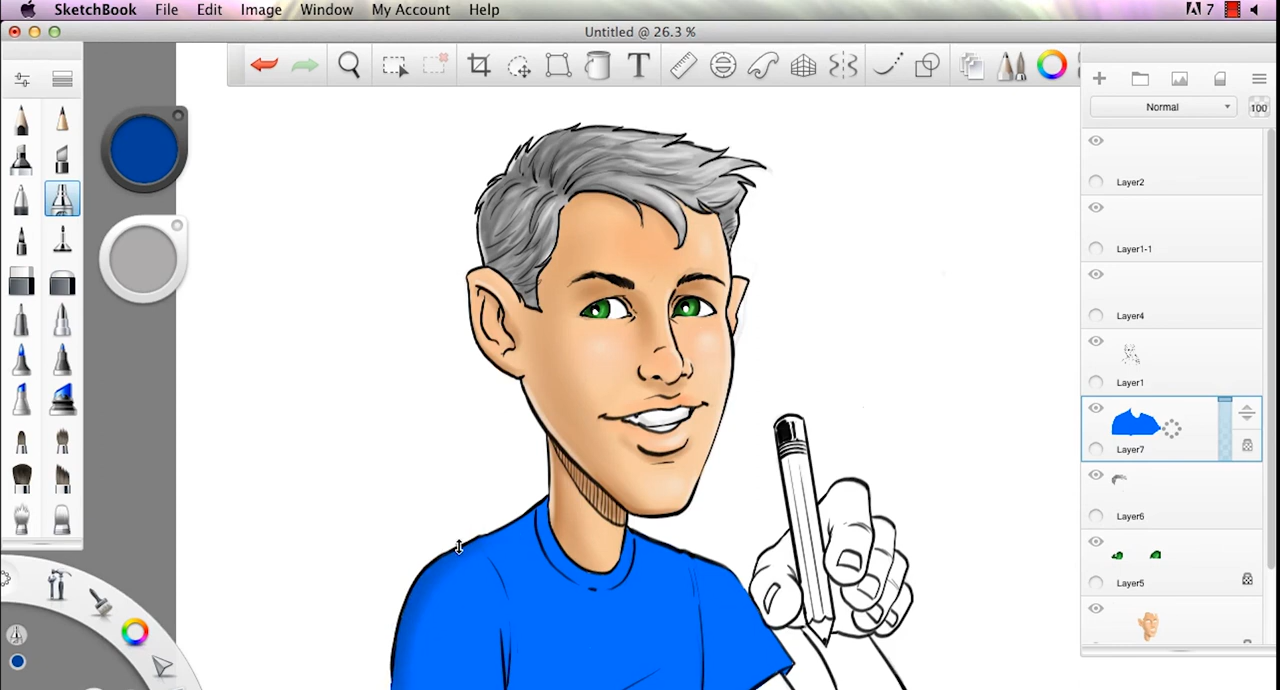 SketchBook File Edit Image Window My Account Help 7
Untitled @ 26.3 %
T
Normal 100
Layer2
Layer1-1
Layer4
Layer1
Layer7
Layer6
Layer5